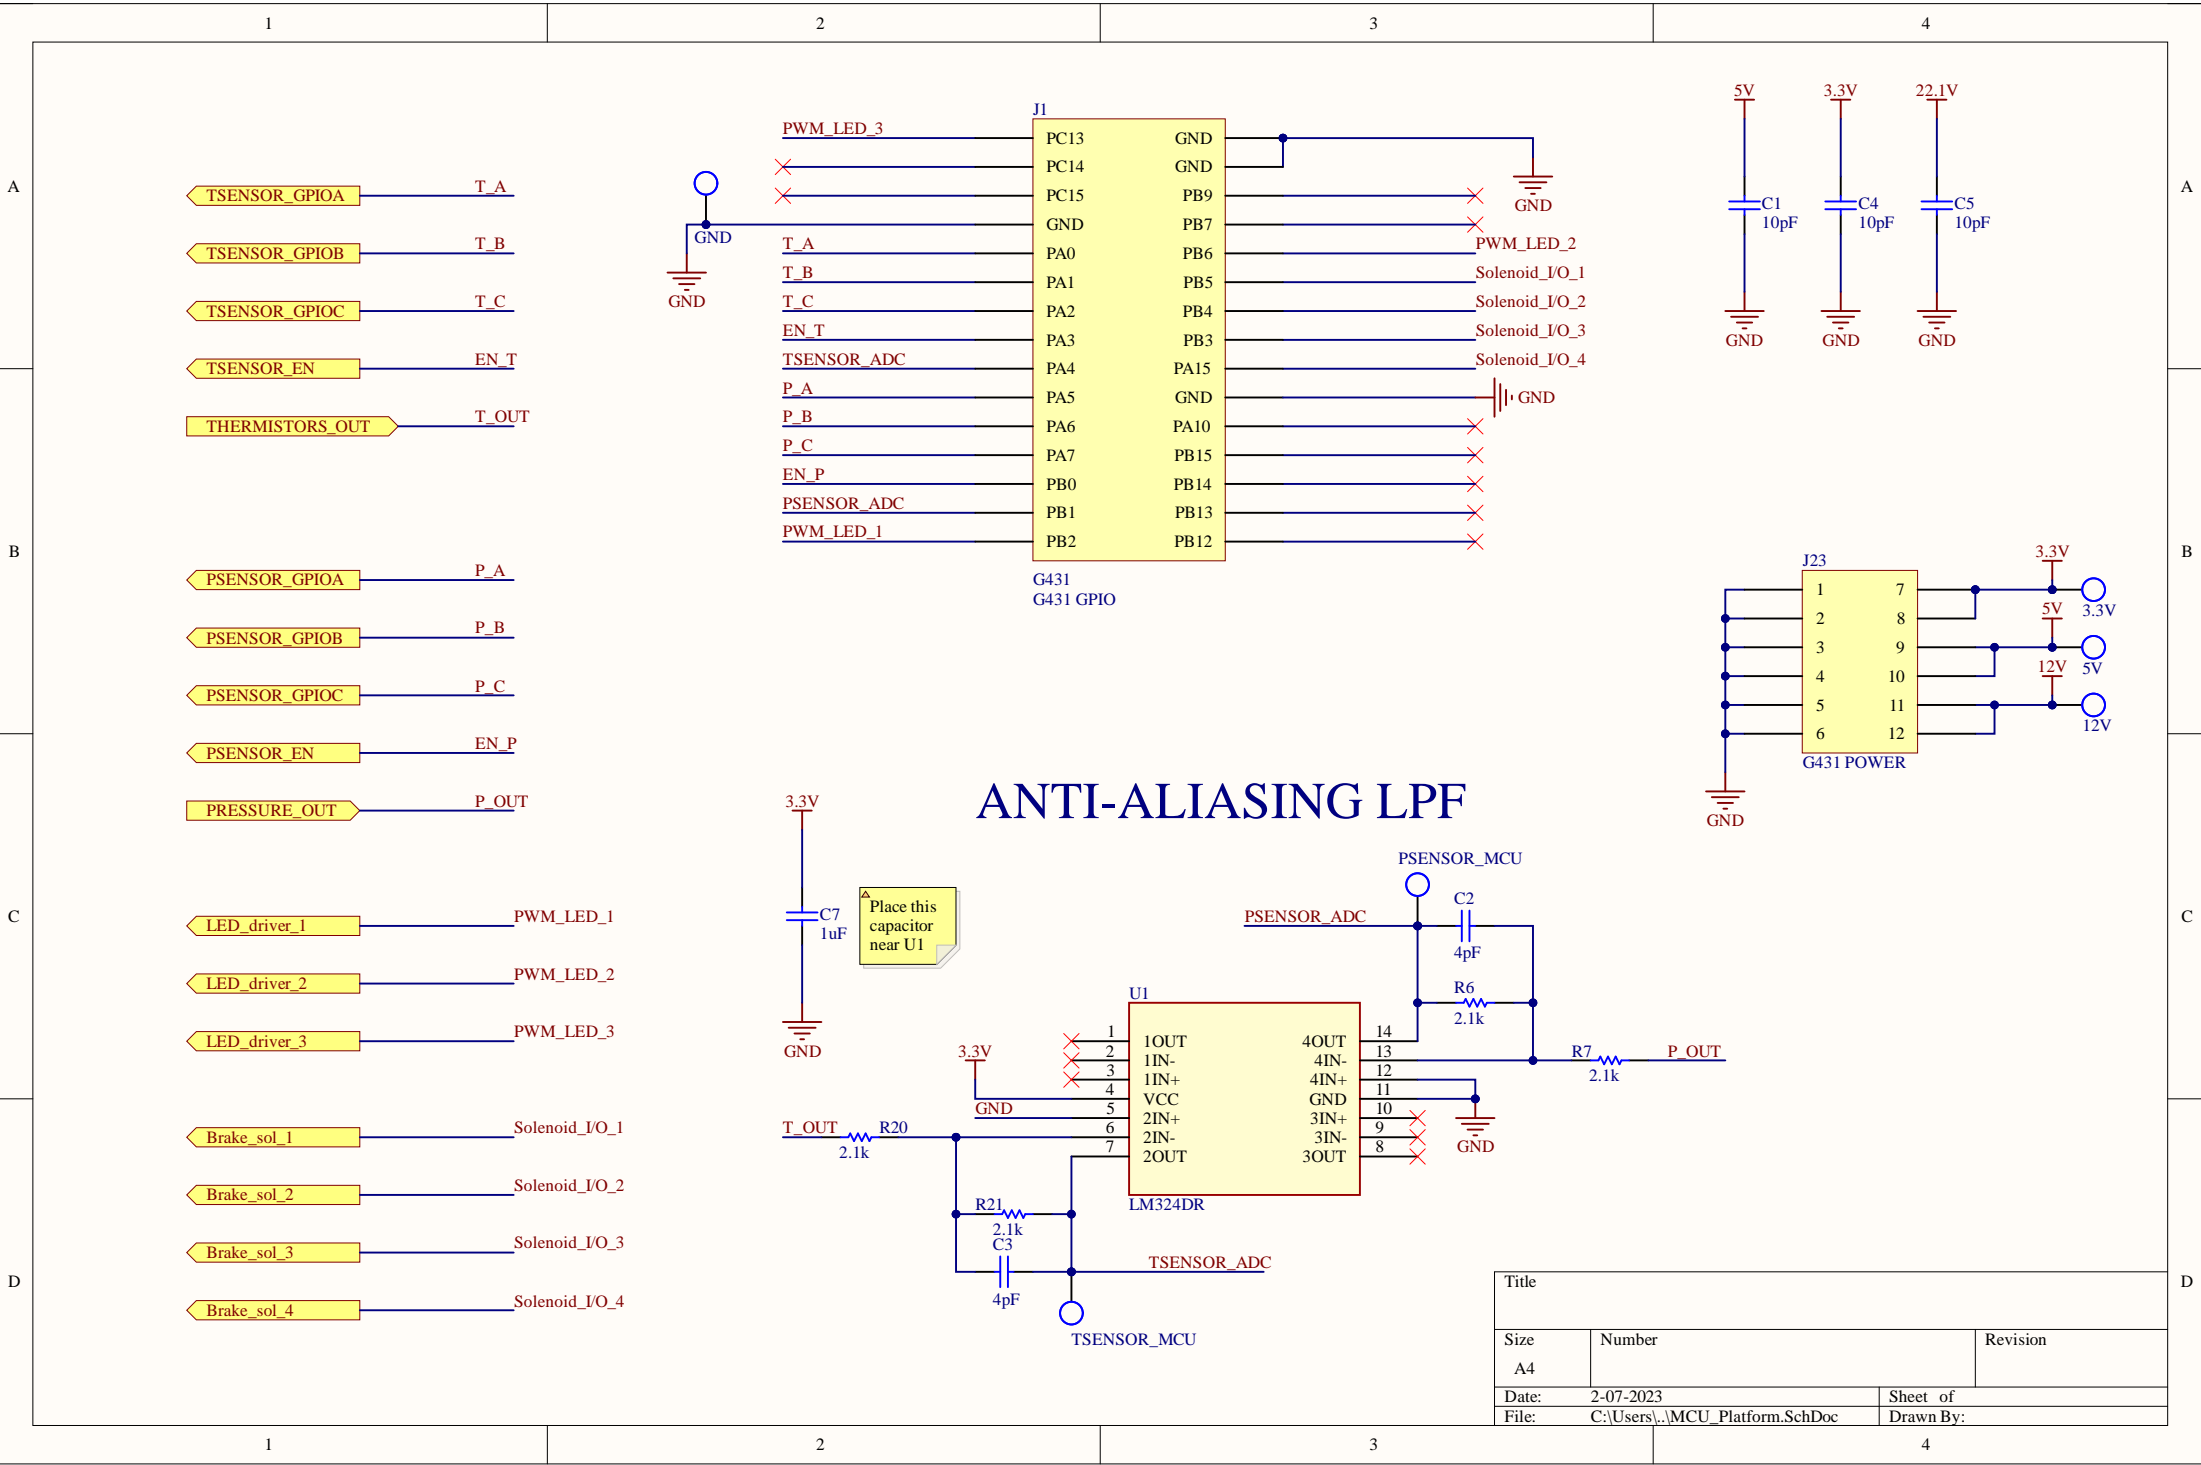 1
2
3
4
A
A
B
B
C
C
D
D
TSENSOR_GPIOA
T_A
TSENSOR_GPIOB
T_B
TSENSOR_GPIOC
T_C
TSENSOR_EN
EN_T
THERMISTORS_OUT
T_OUT
PSENSOR_GPIOA
P_A
PSENSOR_GPIOB
P_B
PSENSOR_GPIOC
P_C
PSENSOR_EN
EN_P
PRESSURE_OUT
P_OUT
LED_driver_1
PWM_LED_1
LED_driver_2
PWM_LED_2
LED_driver_3
PWM_LED_3
Brake_sol_1
Solenoid_I/O_1
Brake_sol_2
Solenoid_I/O_2
Brake_sol_3
Solenoid_I/O_3
Brake_sol_4
Solenoid_I/O_4
J1
PWM_LED_3
GND
GND
T_A
T_B
T_C
EN_T
TSENSOR_ADC
P_A
P_B
P_C
EN_P
PSENSOR_ADC
PWM_LED_1
PC13
PC14
PC15
GND
PA0
PA1
PA2
PA3
PA4
PA5
PA6
PA7
PB0
PB1
PB2
GND
GND
PB9
PB7
PB6
PB5
PB4
PB3
PA15
GND
PA10
PB15
PB14
PB13
PB12
GND
PWM_LED_2
Solenoid_I/O_1
Solenoid_I/O_2
Solenoid_I/O_3
Solenoid_I/O_4
GND
G431
G431 GPIO
5V
C1
10pF
GND
3.3V
C4
10pF
GND
22.1V
C5
10pF
GND
J23
1
2
3
4
5
6
7
8
9
10
11
12
3.3V
3.3V
5V
5V
12V
12V
G431 POWER
GND
ANTI-ALIASING LPF
3.3V
C7
1uF
GND
Place this
capacitor
near U1
PSENSOR_MCU
PSENSOR_ADC
C2
4pF
R6
2.1k
R7
2.1k
P_OUT
U1
1
2
3
4
5
6
7
1OUT
1IN-
1IN+
VCC
2IN+
2IN-
2OUT
4OUT
4IN-
4IN+
GND
3IN+
3IN-
3OUT
14
13
12
11
10
9
8
LM324DR
GND
3.3V
GND
T_OUT
R20
2.1k
R21
2.1k
C3
4pF
TSENSOR_ADC
TSENSOR_MCU
Title
Size
A4
Number
Revision
Date:
2-07-2023
Sheet of
File:
C:\Users\..\MCU_Platform.SchDoc
Drawn By:
1
2
3
4